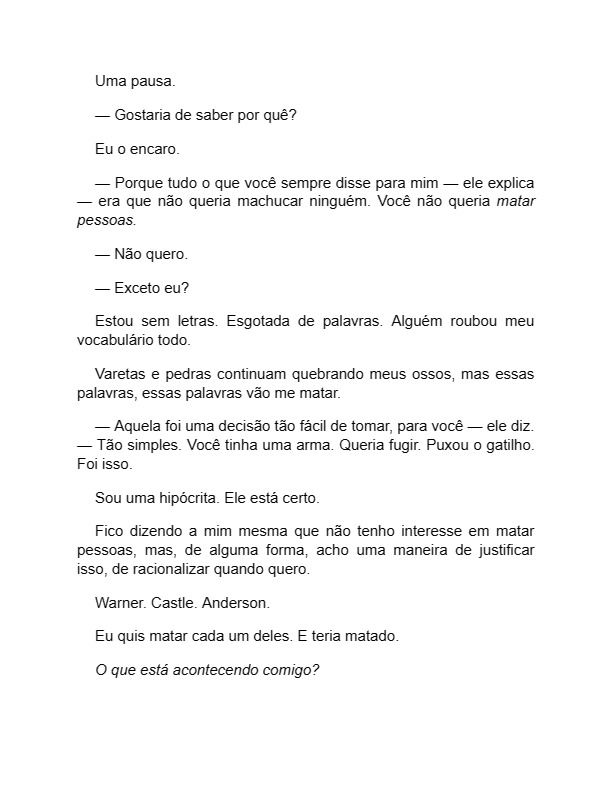 Uma pausa.
— Gostaria de saber por quê?
Eu o encaro.
— Porque tudo o que você sempre disse para mim — ele explica
— era que não queria machucar ninguém. Você não queria matar
pessoas.
— Não quero.
— Exceto eu?
Estou sem letras. Esgotada de palavras. Alguém roubou meu
vocabulário todo.
Varetas e pedras continuam quebrando meus ossos, mas essas
palavras, essas palavras vão me matar.
— Aquela foi uma decisão tão fácil de tomar, para você — ele diz.
— Tão simples. Você tinha uma arma. Queria fugir. Puxou o gatilho.
Foi isso.
Sou uma hipócrita. Ele está certo.
Fico dizendo a mim mesma que não tenho interesse em matar
pessoas, mas, de alguma forma, acho uma maneira de justificar
isso, de racionalizar quando quero.
Warner. Castle. Anderson.
Eu quis matar cada um deles. E teria matado.
O que está acontecendo comigo?